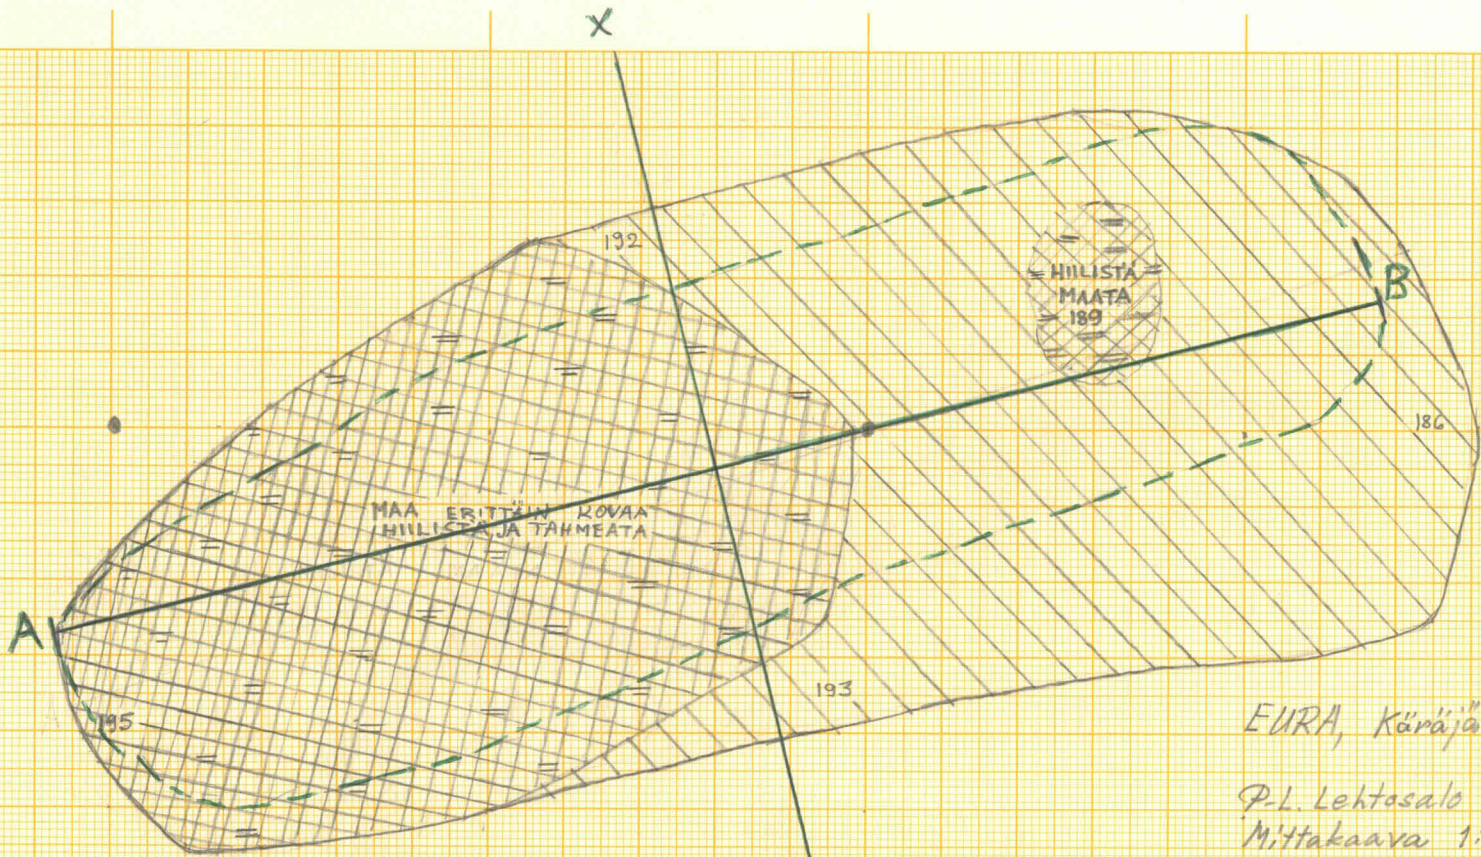 X
192
HIILISTÄ
MAATA
189
B
186
MAA ERITTÄIN KOVAA
HIILISTÄ JA TAHMEATA
A
193
195
EURA, Käräjä
P-L. Lehtosalo
Mittakaava 1: